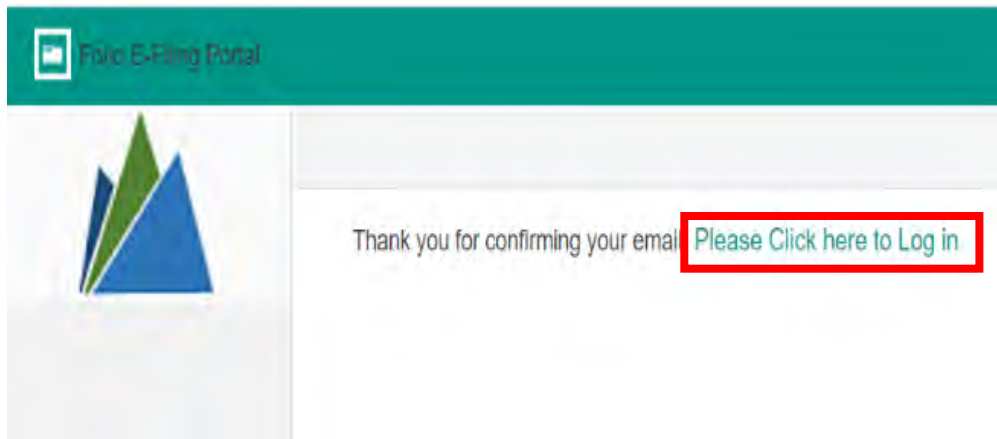 Folio E-Filing Portal
Thank you for confirming your email Please Click here to Log in